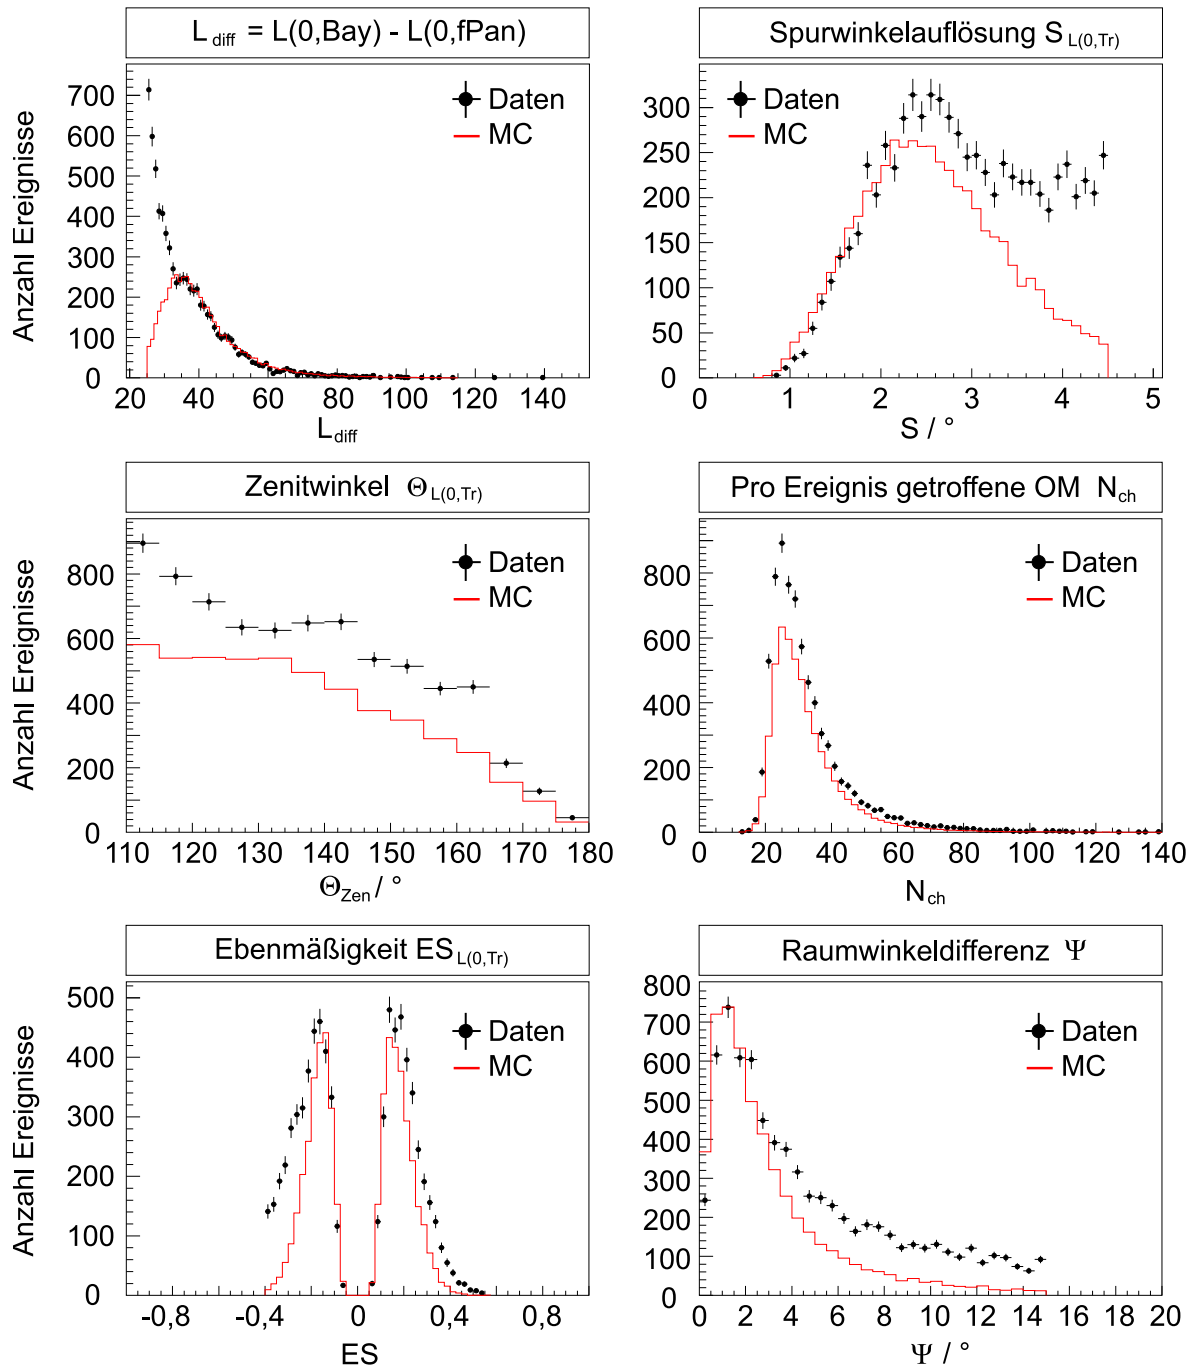 L diff = L(0,Bay) - L(0,fPan)
Anzahl Ereignisse
700
600
500
400
300
200
100
0
Daten
MC
20 40 60 80 100 120 140
L diff
Spurwinkelauflösung S L(0,Tr)
300
250
200
150
100
50
0
Daten
MC
0 1 2 3 4 5
S / °
Zenitwinkel Θ L(0,Tr)
Anzahl Ereignisse
800
600
400
200
0
Daten
MC
110 120 130 140 150 160 170 180
Θ Zen / °
Pro Ereignis getroffene OM N ch
800
600
400
200
0
Daten
MC
0 20 40 60 80 100 120 140
N ch
Ebenmäßigkeit ES L(0,Tr)
Anzahl Ereignisse
500
400
300
200
100
0
Daten
MC
-0,8 -0,4 0 0,4 0,8
ES
Raumwinkeldifferenz Ψ
800
700
600
500
400
300
200
100
0
Daten
MC
0 2 4 6 8 10 12 14 16 18 20
Ψ / °